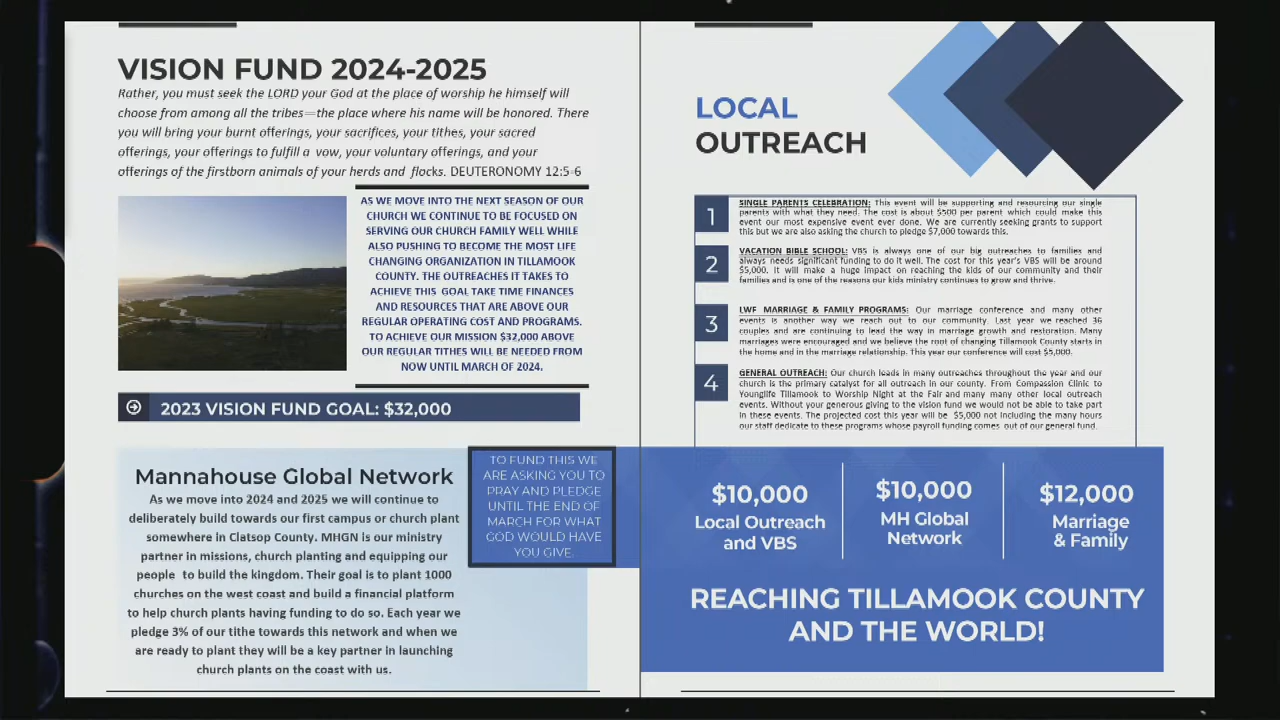 VISION FUND 2024-2025
Rather, you must seek the LORD your God at the place of worship he himself will
choose from among all the tribes—the place where his name will be honored. There
you will bring your burnt offerings, your sacrifices, your tithes, your sacred
offerings, your offerings to fulfill a vow, your voluntary offerings, and your
offerings of the firstborn animals of your herds and flocks. DEUTERONOMY 12:5-6
AS WE MOVE INTO THE NEXT SEASON OF OUR
CHURCH WE CONTINUE TO BE FOCUSED ON
SERVING OUR CHURCH FAMILY WELL WHILE
ALSO PUSHING TO BECOME THE MOST LIFE
CHANGING ORGANIZATION IN TILLAMOOK
COUNTY. THE OUTREACHES IT TAKES TO
ACHIEVE THIS GOAL TAKE TIME FINANCES
AND RESOURCES THAT ARE ABOVE OUR
REGULAR OPERATING COST AND PROGRAMS.
TO ACHIEVE OUR MISSION $32,000 ABOVE
OUR REGULAR TITHES WILL BE NEEDED FROM
NOW UNTIL MARCH OF 2024.
2023 VISION FUND GOAL: $32,000
Mannahouse Global Network
As we move into 2024 and 2025 we will continue to
deliberately build towards our first campus or church plant
somewhere in Clatsop County. MHGN is our ministry
partner in missions, church planting and equipping our
people to build the kingdom. Their goal is to plant 1000
churches on the west coast and build a financial platform
to help church plants having funding to do so. Each year we
pledge 3% of our tithe towards this network and when we
are ready to plant they will be a key partner in launching
church plants on the coast with us.
TO FUND THIS WE
ARE ASKING YOU TO
PRAY AND PLEDGE
UNTIL THE END OF
MARCH FOR WHAT
GOD WOULD HAVE
YOU GIVE.
LOCAL
OUTREACH
1
SINGLE PARENTS CELEBRATION: This event will be supporting and resourcing our single
parents with what they need. The cost is about $500 per parent which could make this
event our most expensive event ever done. We are currently seeking grants to support
this but we are also asking the church to pledge $7,000 towards this.
2
VACATION BIBLE SCHOOL: VBS is always one of our big outreaches to families and
always needs significant funding to do it well. The cost for this year's VBS will be around
$5,000. It will make a huge impact on reaching the kids of our community and their
families and is one of the reasons our kids ministry continues to grow and thrive.
3
LWF MARRIAGE & FAMILY PROGRAMS: Our marriage conference and many other
events is another way we reach out to our community. Last year we reached 36
couples and are continuing to lead the way in marriage growth and restoration. Many
marriages were encouraged and we believe the root of changing Tillamook County starts in
the home and in the marriage relationship. This year our conference will cost $5,000.
4
GENERAL OUTREACH: Our church leads in many outreaches throughout the year and our
church is the primary catalyst for all outreach in our county. From Compassion Clinic to
Younglife Tillamook to Worship Night at the Fair and many many other local outreach
events. Without your generous giving to the vision fund we would not be able to take part
in these events. The projected cost this year will be $5,000 not including the many hours
our staff dedicate to these programs whose payroll funding comes out of our general fund.
$10,000
Local Outreach
and VBS
$10,000
MH Global
Network
$12,000
Marriage
& Family
REACHING TILLAMOOK COUNTY
AND THE WORLD!